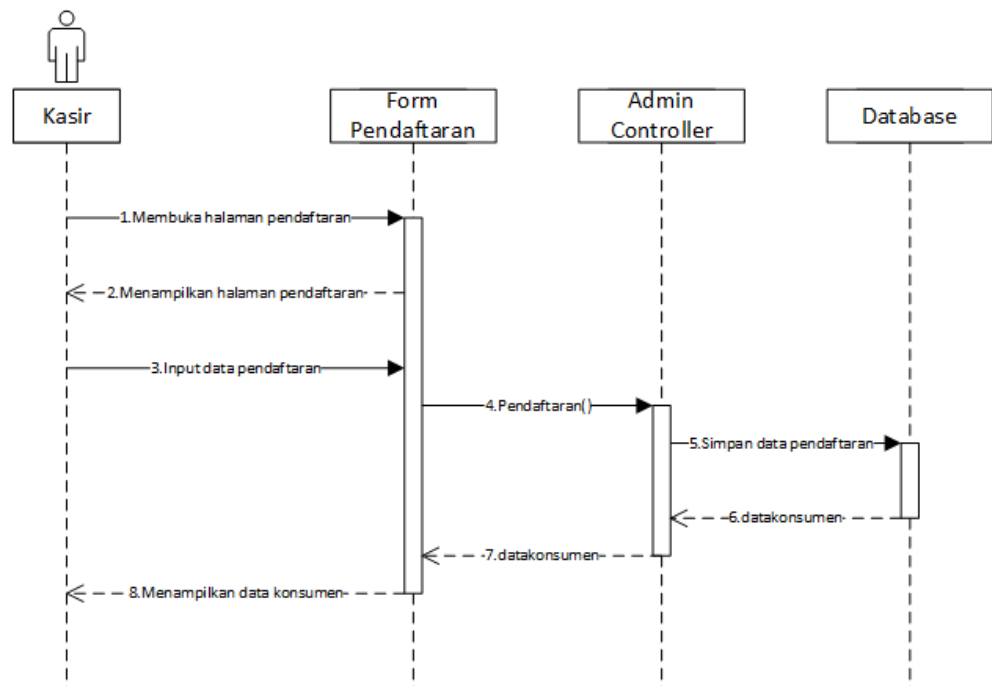 Kasir
Form
Pendaftaran
Admin
Controller
Database
1.Membuka halaman pendaftaran
2.Menampilkan halaman pendaftaran
3.Input data pendaftaran
4.Pendaftaran()
5.Simpan data pendaftaran
6.datakonsumen
7.datakonsumen
8.Menampilkan data konsumen